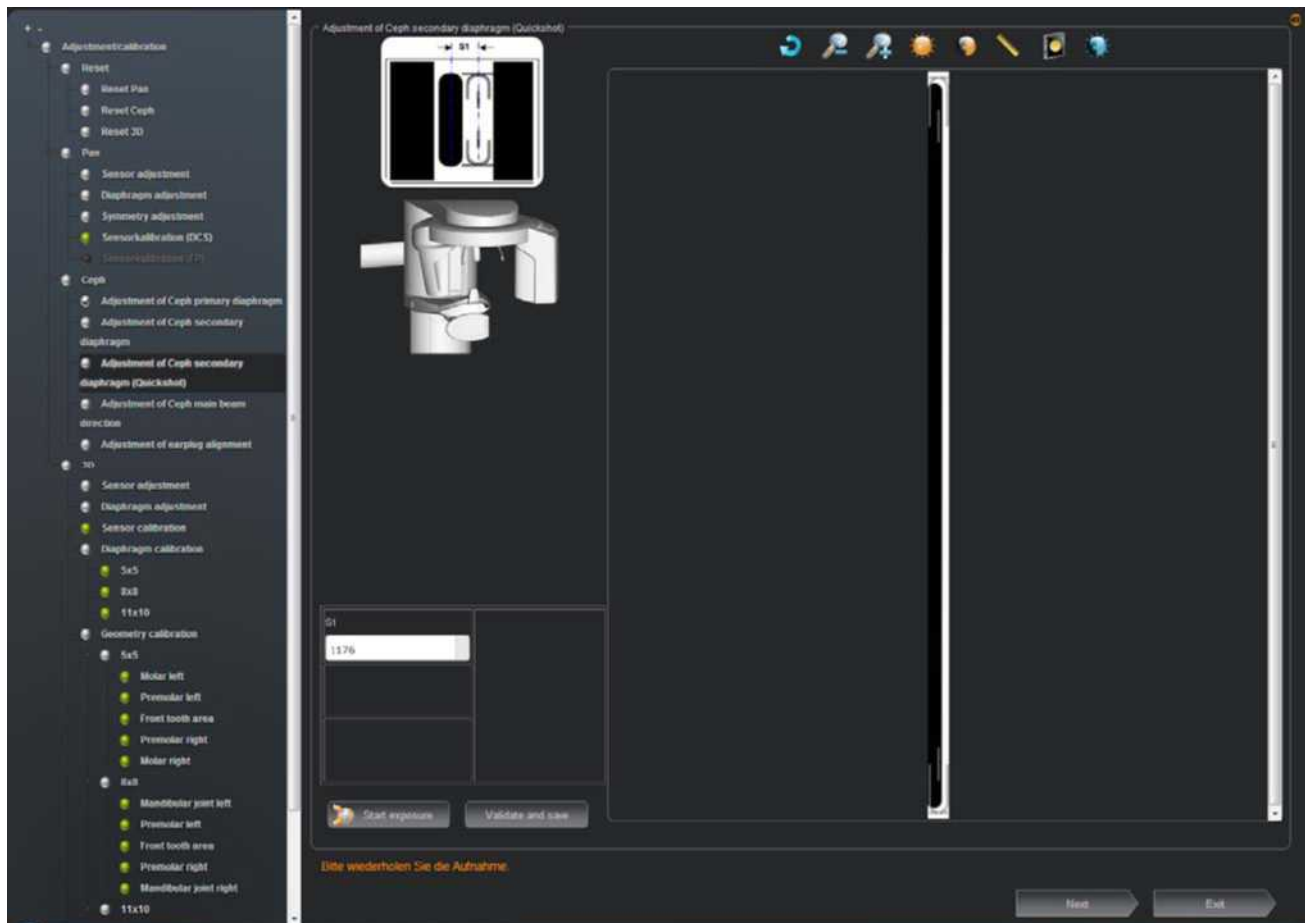 Adjustment/calibration
Reset
Reset Pan
Reset Ceph
Reset 3D
Pan
Sensor adjustment
Diaphragm adjustment
Symmetry adjustment
Sensorkalibration (DCS)
Ceph
Adjustment of Ceph primary diaphragm
Adjustment of Ceph secondary
diaphragm
Adjustment of Ceph secondary
diaphragm (Quickshot)
Adjustment of Ceph main beam
direction
Adjustment of earplug alignment
3D
Sensor adjustment
Diaphragm adjustment
Sensor calibration
Diaphragm calibration
5x5
8x8
11x10
Geometry calibration
5x5
Molar left
Premolar left
Front tooth area
Premolar right
Molar right
8x8
Mandibular joint left
Premolar left
Front tooth area
Premolar right
Mandibular joint right
11x10
Adjustment of Ceph secondary diaphragm (Quickshot)
S1
S1
1176
Start exposure
Validate and save
Bitte wiederholen Sie die Aufnahme.
Next
Exit